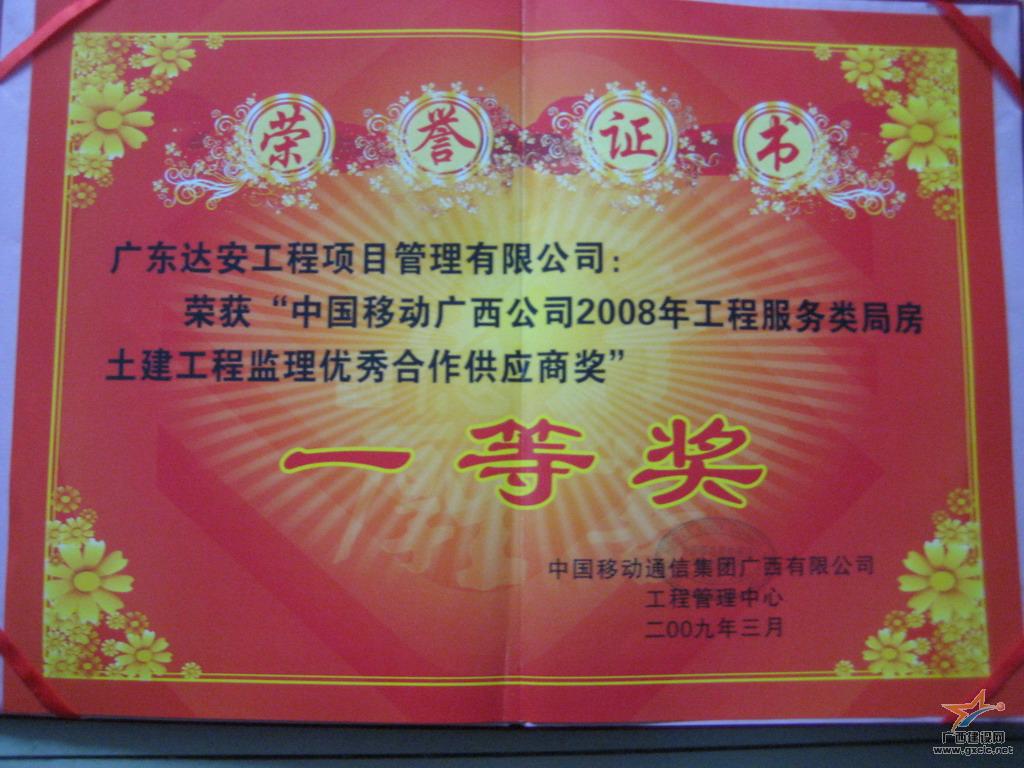 荣誉证书
广东达安工程项目管理有限公司：
荣获“中国移动广西公司2008年工程服务类局房
土建工程监理优秀合作供应商奖”
一等奖
中国移动通信集团广西有限公司
工程管理中心
二00九年三月
广西建设网
www.gxcic.net